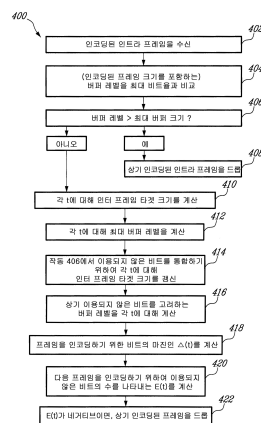 400
402
인코딩된 인트라 프레임을 수신
404
(인코딩된 프레임 크기를 포함하는)
버퍼 레벨을 최대 비트율과 비교
406
버퍼 레벨 > 최대 버퍼 크기 ?
아니오
예
408
상기 인코딩된 인트라 프레임을 드롭
410
각 t에 대해 인터 프레임 타겟 크기를 계산
412
각 t에 대해 최대 버퍼 레벨을 계산
414
작동 406에서 이용되지 않은 비트를 통합하기
위하여 각 t에 대해
인터 프레임 타겟 크기를 갱신
416
상기 이용되지 않은 비트를 고려하는
버퍼 레벨을 각 t에 대해 계산
418
프레임을 인코딩하기 위한 비트의 마진인 △(t)를 계산
420
다음 프레임을 인코딩하기 위하여 이용되지
않은 비트의 수를 나타내는 E(t)를 계산
422
E(t)가 네거티브이면, 상기 인코딩된 프레임을 드롭